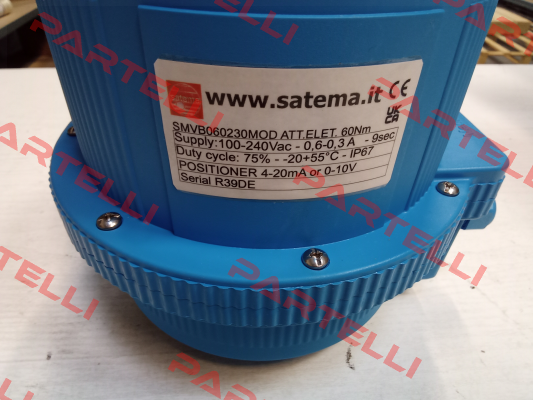 www.satema.it CE
UK
CA
SMVB060230MOD ATT.ELET. 60Nm
Supply:100-240Vac - 0,6-0,3 A - 9sec
Duty cycle: 75% - -20+55°C - IP67
POSITIONER 4-20mA or 0-10V
Serial R39DE
PARTELLI
PARTELLI
PARTELLI
PARTELLI
PARTELLI
PARTELLI
PARTELLI